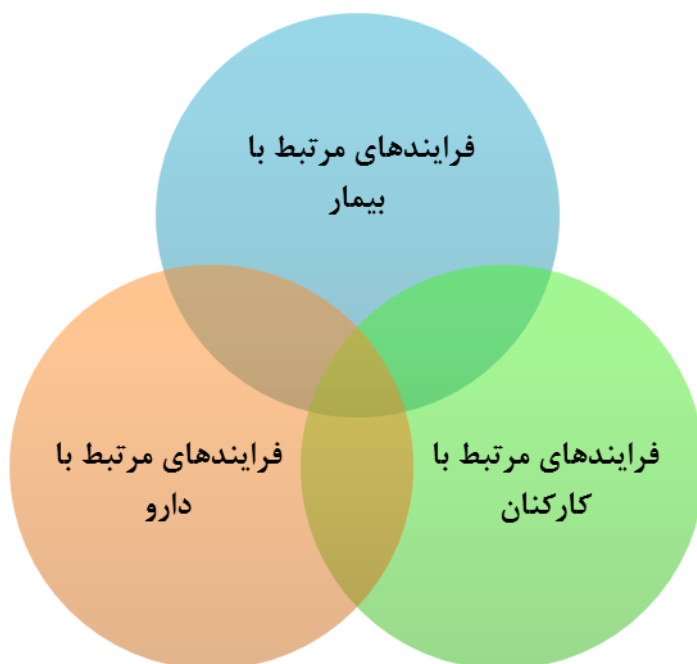 فرایندهای مرتبط با
بیمار
فرایندهای مرتبط با
کارکنان
فرایندهای مرتبط با
دارو